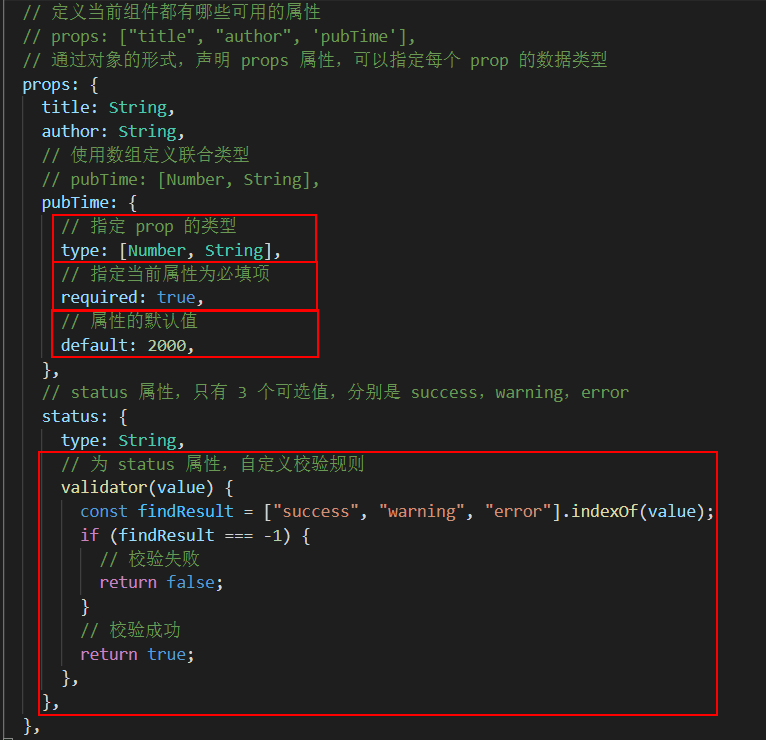 // 定义当前组件都有哪些可用的属性
// props: ["title", "author", 'pubTime'],
// 通过对象的形式，声明 props 属性，可以指定每个 prop 的数据类型
props: {
title: String,
author: String,
// 使用数组定义联合类型
// pubTime: [Number, String],
pubTime: {
// 指定 prop 的类型
type: [Number, String],
// 指定当前属性为必填项
required: true,
// 属性的默认值
default: 2000,
},
// status 属性，只有 3 个可选值，分别是 success，warning，error
status: {
type: String,
// 为 status 属性，自定义校验规则
validator(value) {
const findResult = ["success", "warning", "error"].indexOf(value);
if (findResult === -1) {
// 校验失败
return false;
}
// 校验成功
return true;
},
},
},